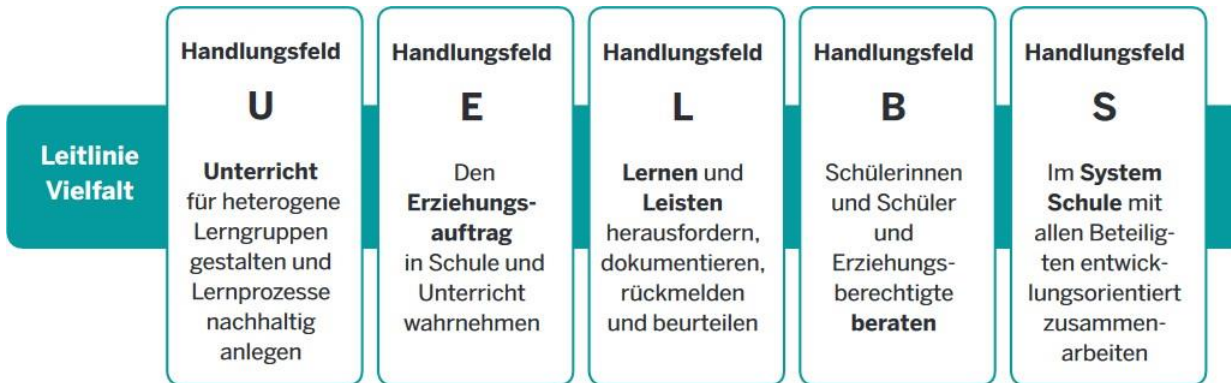 Leitlinie
Vielfalt
Handlungsfeld
U
Unterricht
für heterogene
Lerngruppen
gestalten und
Lernprozesse
nachhaltig
anlegen
Handlungsfeld
E
Den
Erziehungs-
auftrag
in Schule und
Unterricht
wahrnehmen
Handlungsfeld
L
Lernen und
Leisten
herausfordern,
dokumentieren,
rückmelden
und beurteilen
Handlungsfeld
B
Schülerinnen
und Schüler
und
Erziehungs-
berechtigte
beraten
Handlungsfeld
S
Im System
Schule mit
allen Beteilig-
ten entwick-
lungsorientiert
zusammen-
arbeiten